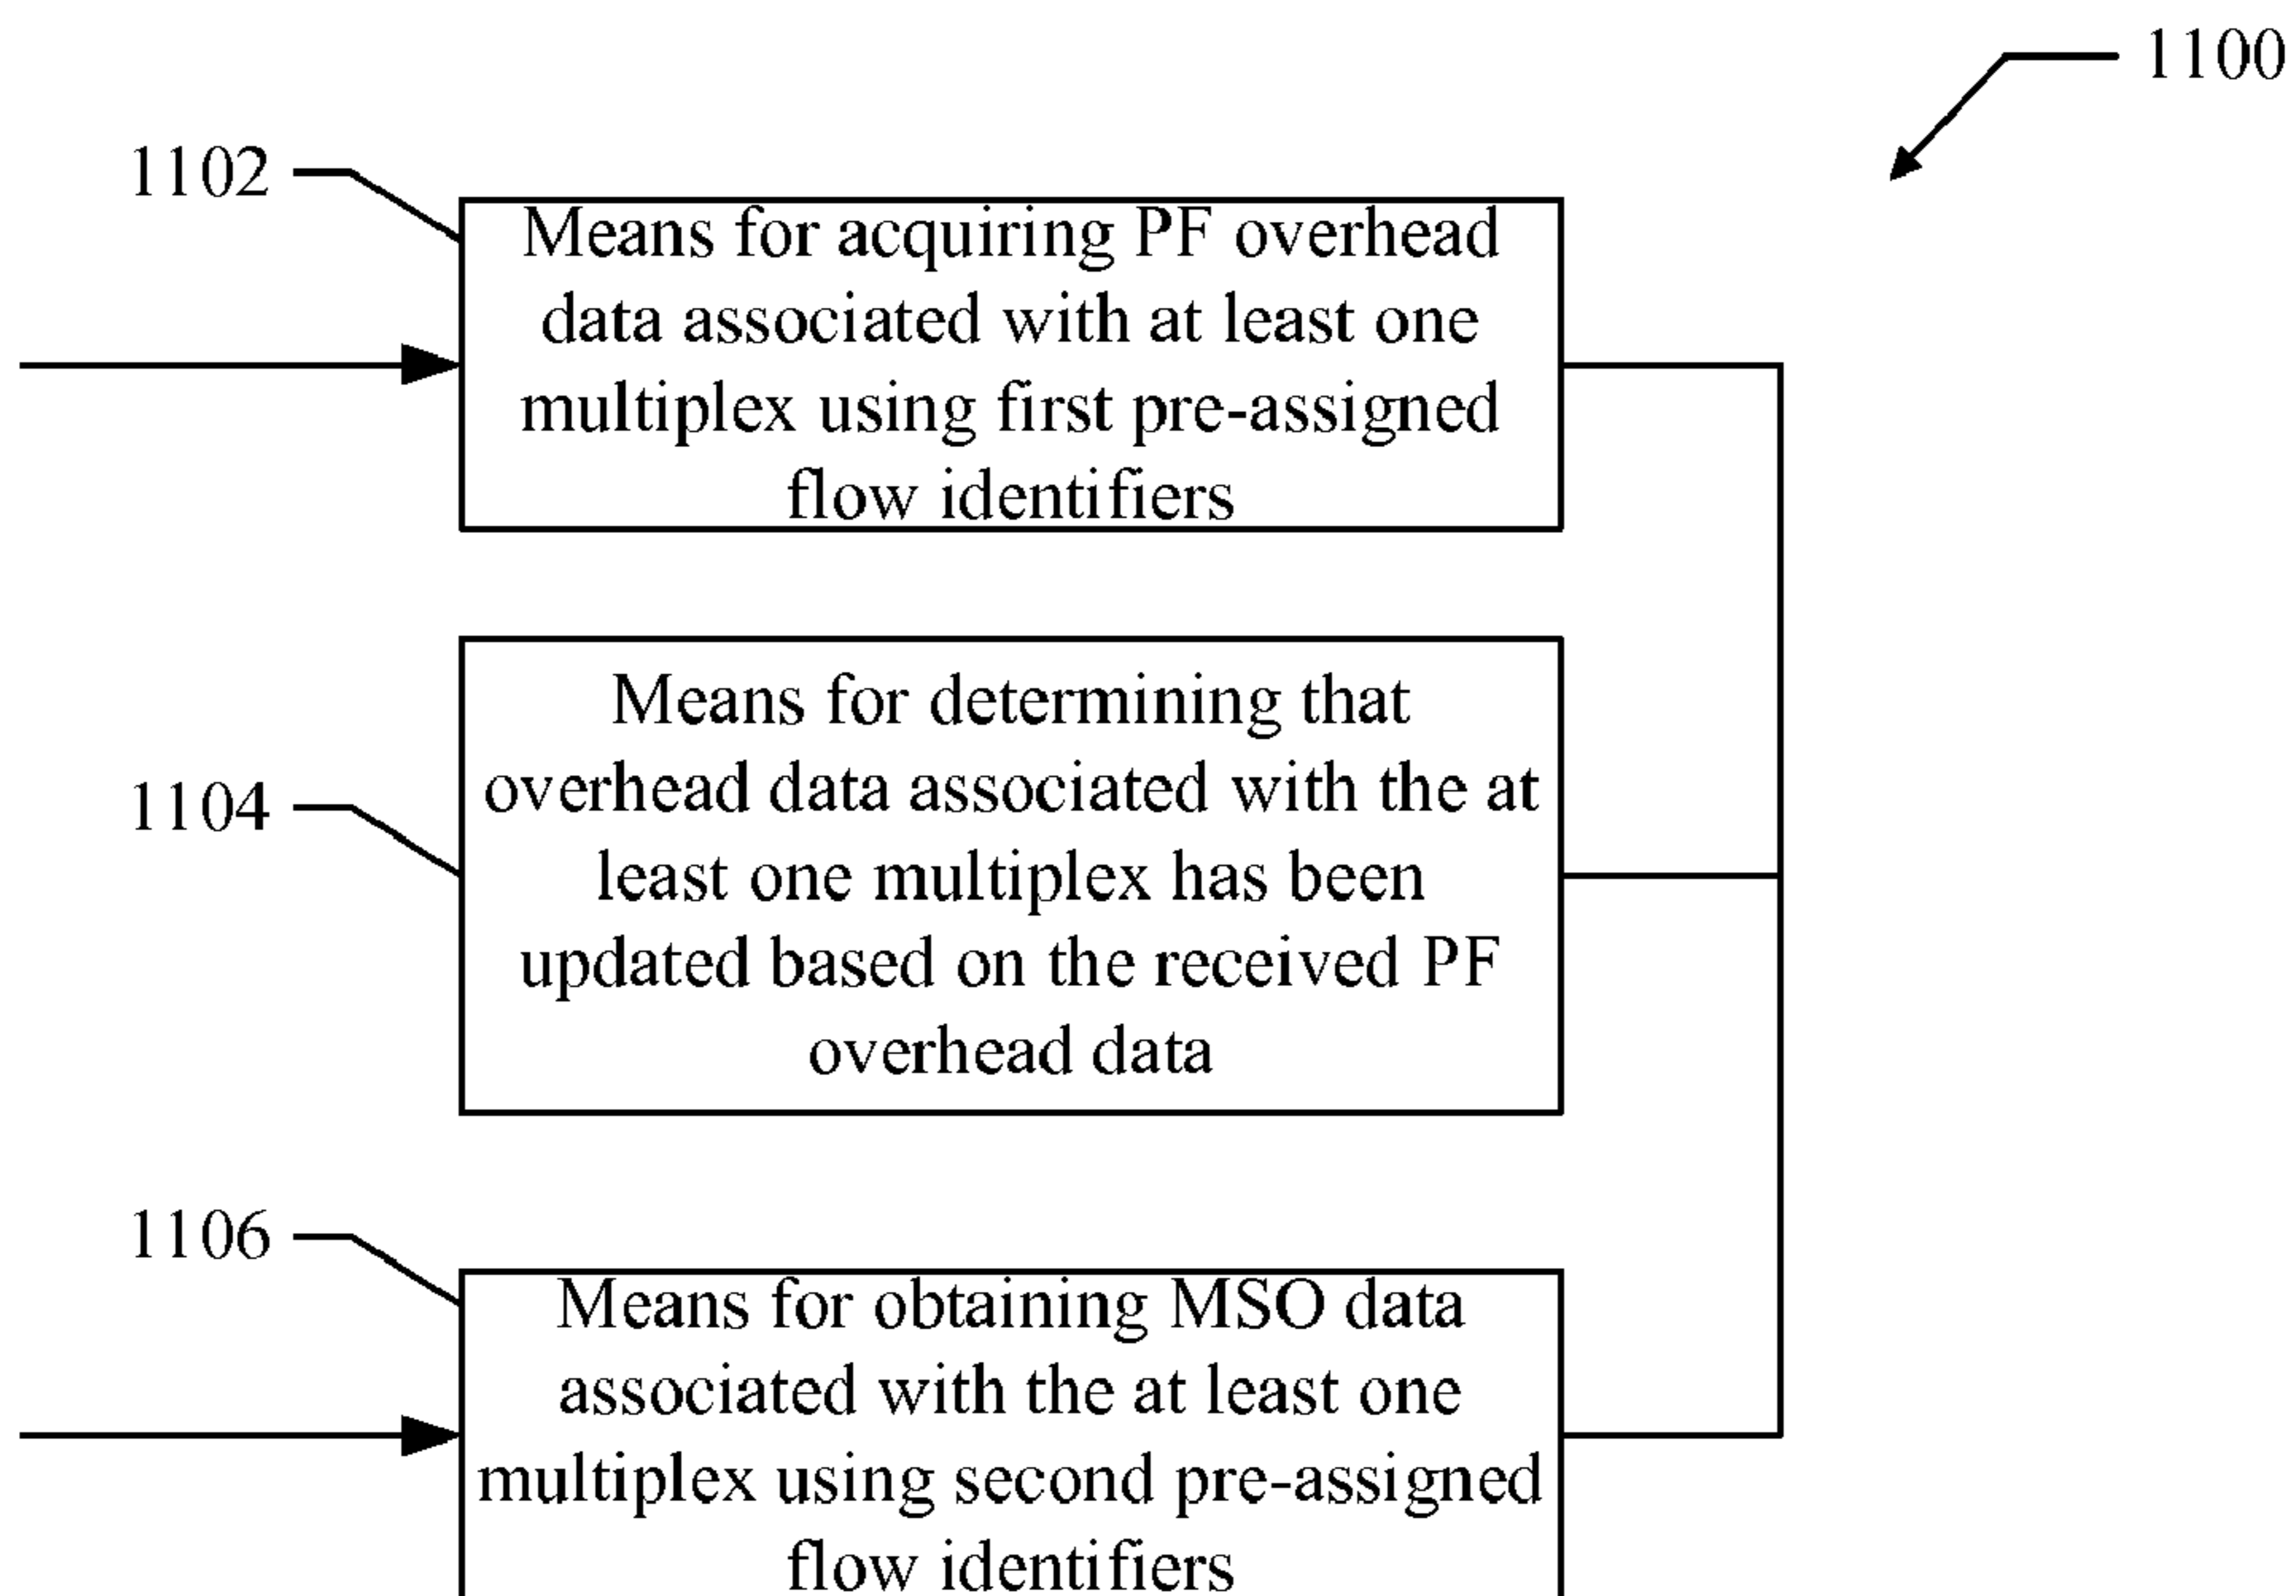 1100
1102
Means for acquiring PF overhead
data associated with at least one
multiplex using first pre-assigned
flow identifiers
1104
Means for determining that
overhead data associated with the at
least one multiplex has been
updated based on the received PF
overhead data
1106
Means for obtaining MSO data
associated with the at least one
multiplex using second pre-assigned
flow identifiers